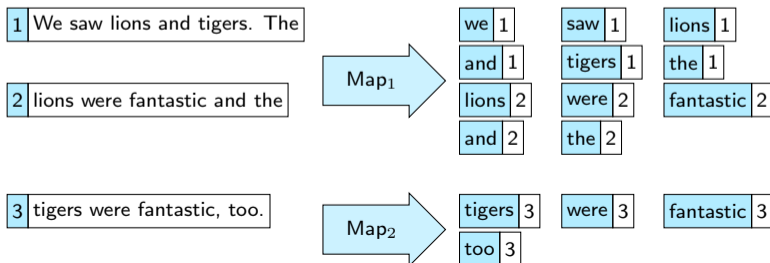 1 We saw lions and tigers. The
2 lions were fantastic and the
3 tigers were fantastic, too.
Map1
Map2
we 1 saw 1 lions 1
and 1 tigers 1 the 1
lions 2 were 2 fantastic 2
and 2 the 2
tigers 3 were 3 fantastic 3
too 3